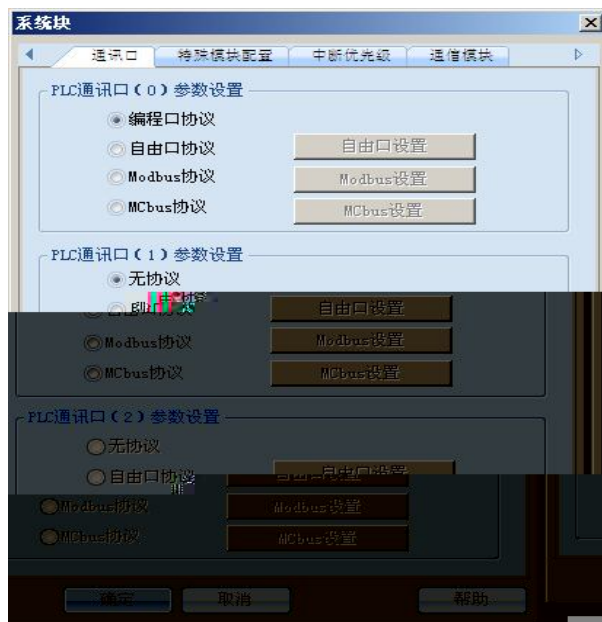 系统块
通讯口 特殊模块配置 中断优先级 通信模块
PLC通讯口(0)参数设置
编程口协议
自由口协议 自由口设置
Modbus协议 Modbus设置
MCbus协议 MCbus设置
PLC通讯口(1)参数设置
无协议
自由口设置
Modbus协议 Modbus设置
MCbus协议 MCbus设置
PLC通讯口(2)参数设置
无协议
自由口协议 自由口设置
Modbus协议 Modbus设置
MCbus协议 MCbus设置
确定 取消 帮助